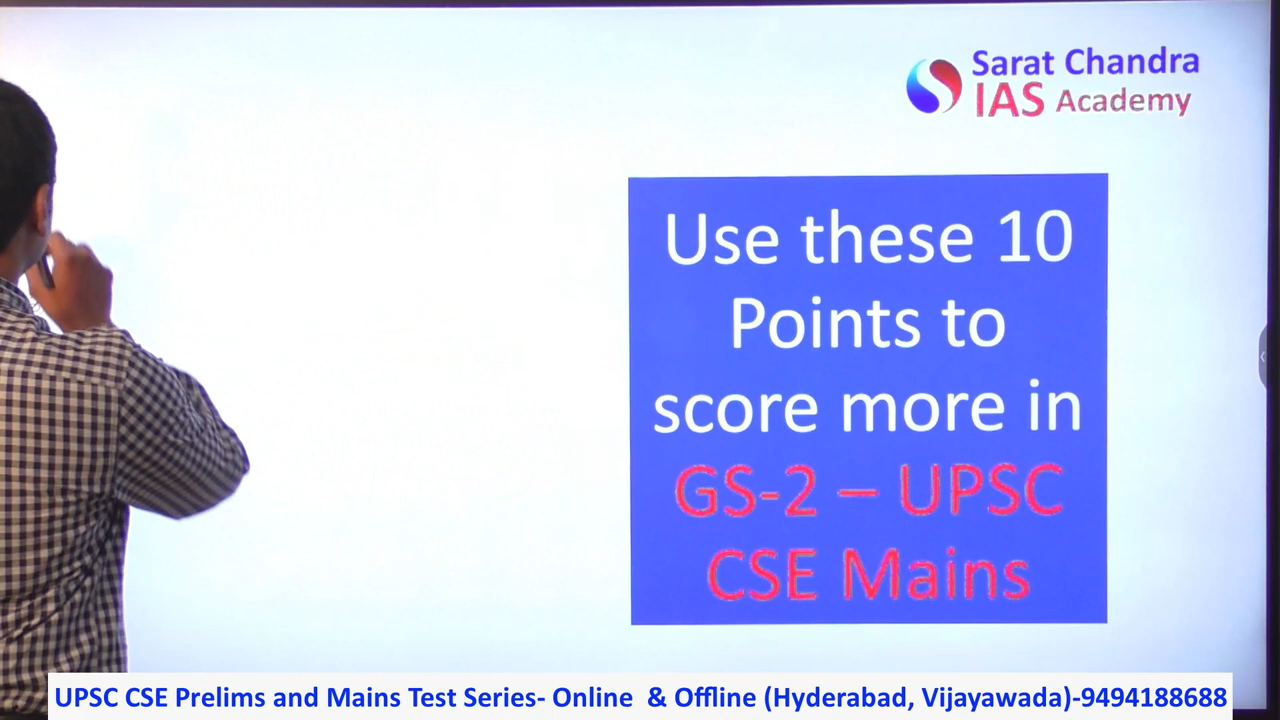 Sarat Chandra
IAS Academy
Use these 10
Points to
score more in
GS-2 – UPSC
CSE Mains
UPSC CSE Prelims and Mains Test Series- Online & Offline (Hyderabad, Vijayawada)-9494188688